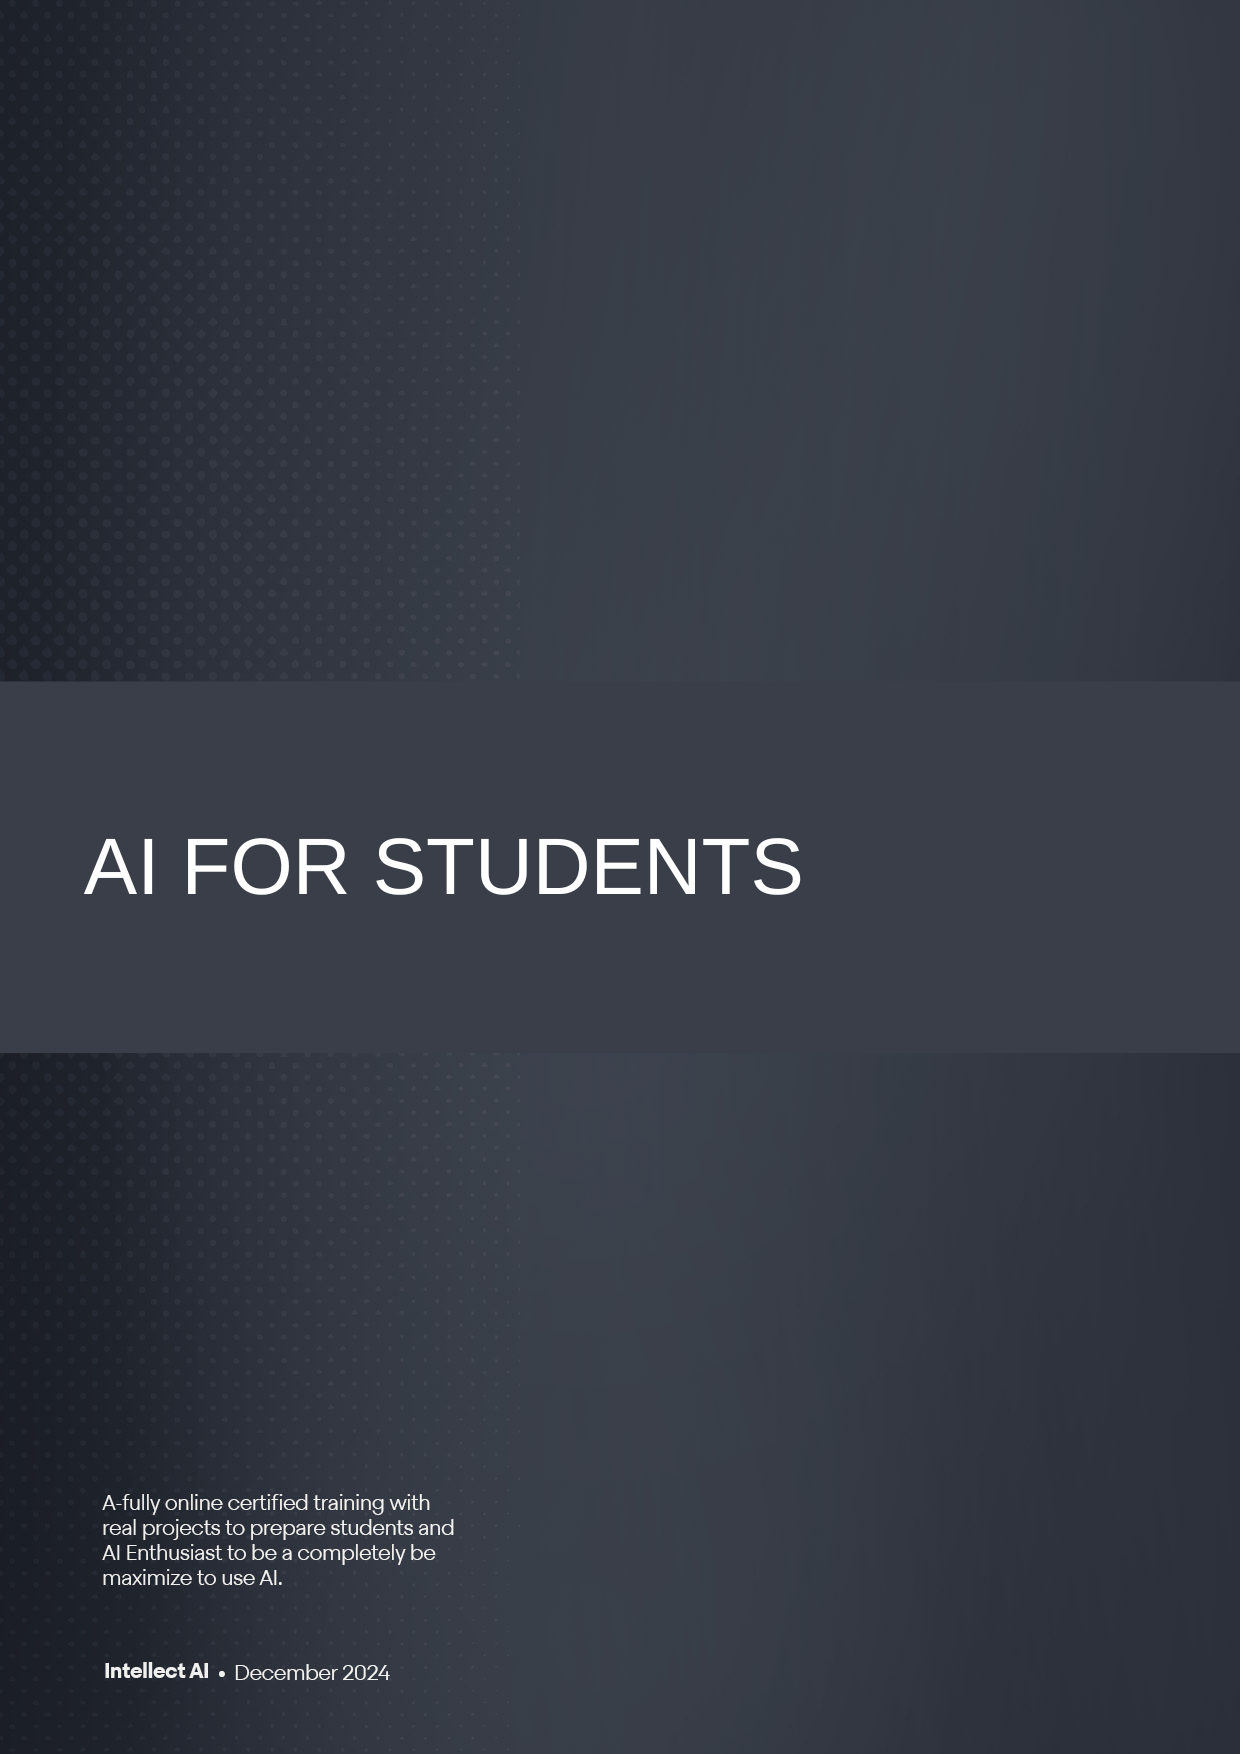 AI FOR STUDENTS
A-fully online certified training with
real projects to prepare students and
AI Enthusiast to be a completely be
maximize to use AI.
Intellect AI • December 2024